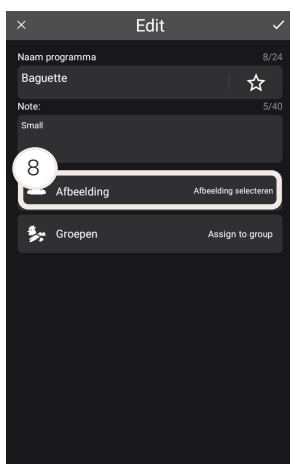 Edit
Naam programma 8/24
Baguette
Note: 5/40
Small
8
Afbeelding Afbeelding selecteren
Groepen Assign to group